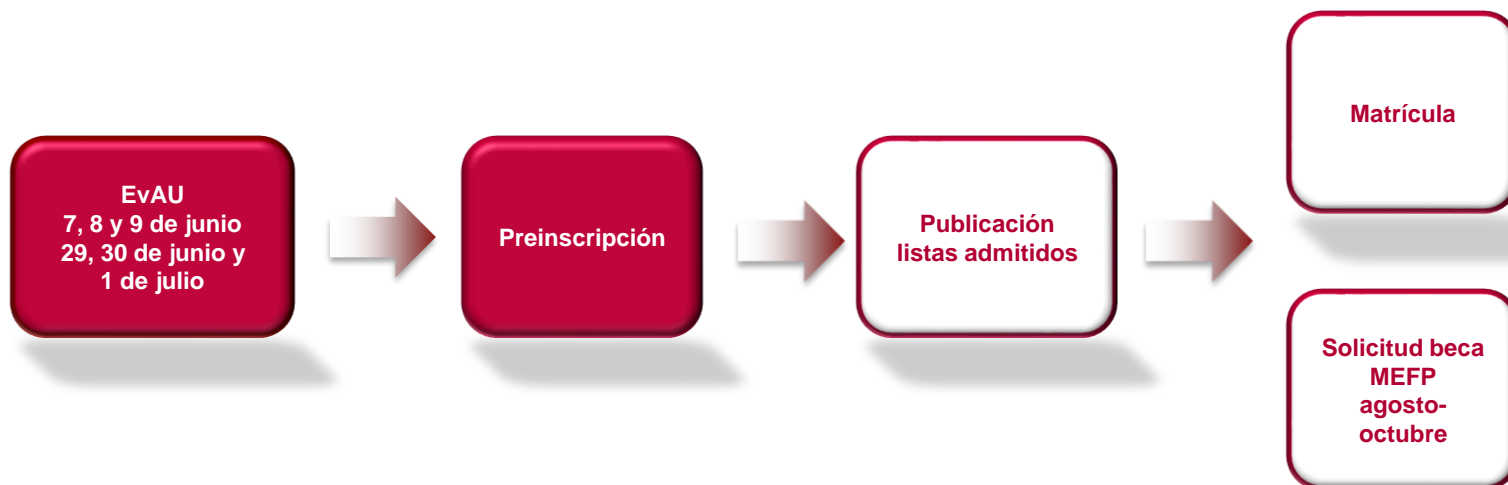 EvAU
7, 8 y 9 de junio
29, 30 de junio y
1 de julio
Preinscripción
Publicación
listas admitidos
Matrícula
Solicitud beca
MEFP
agosto-
octubre